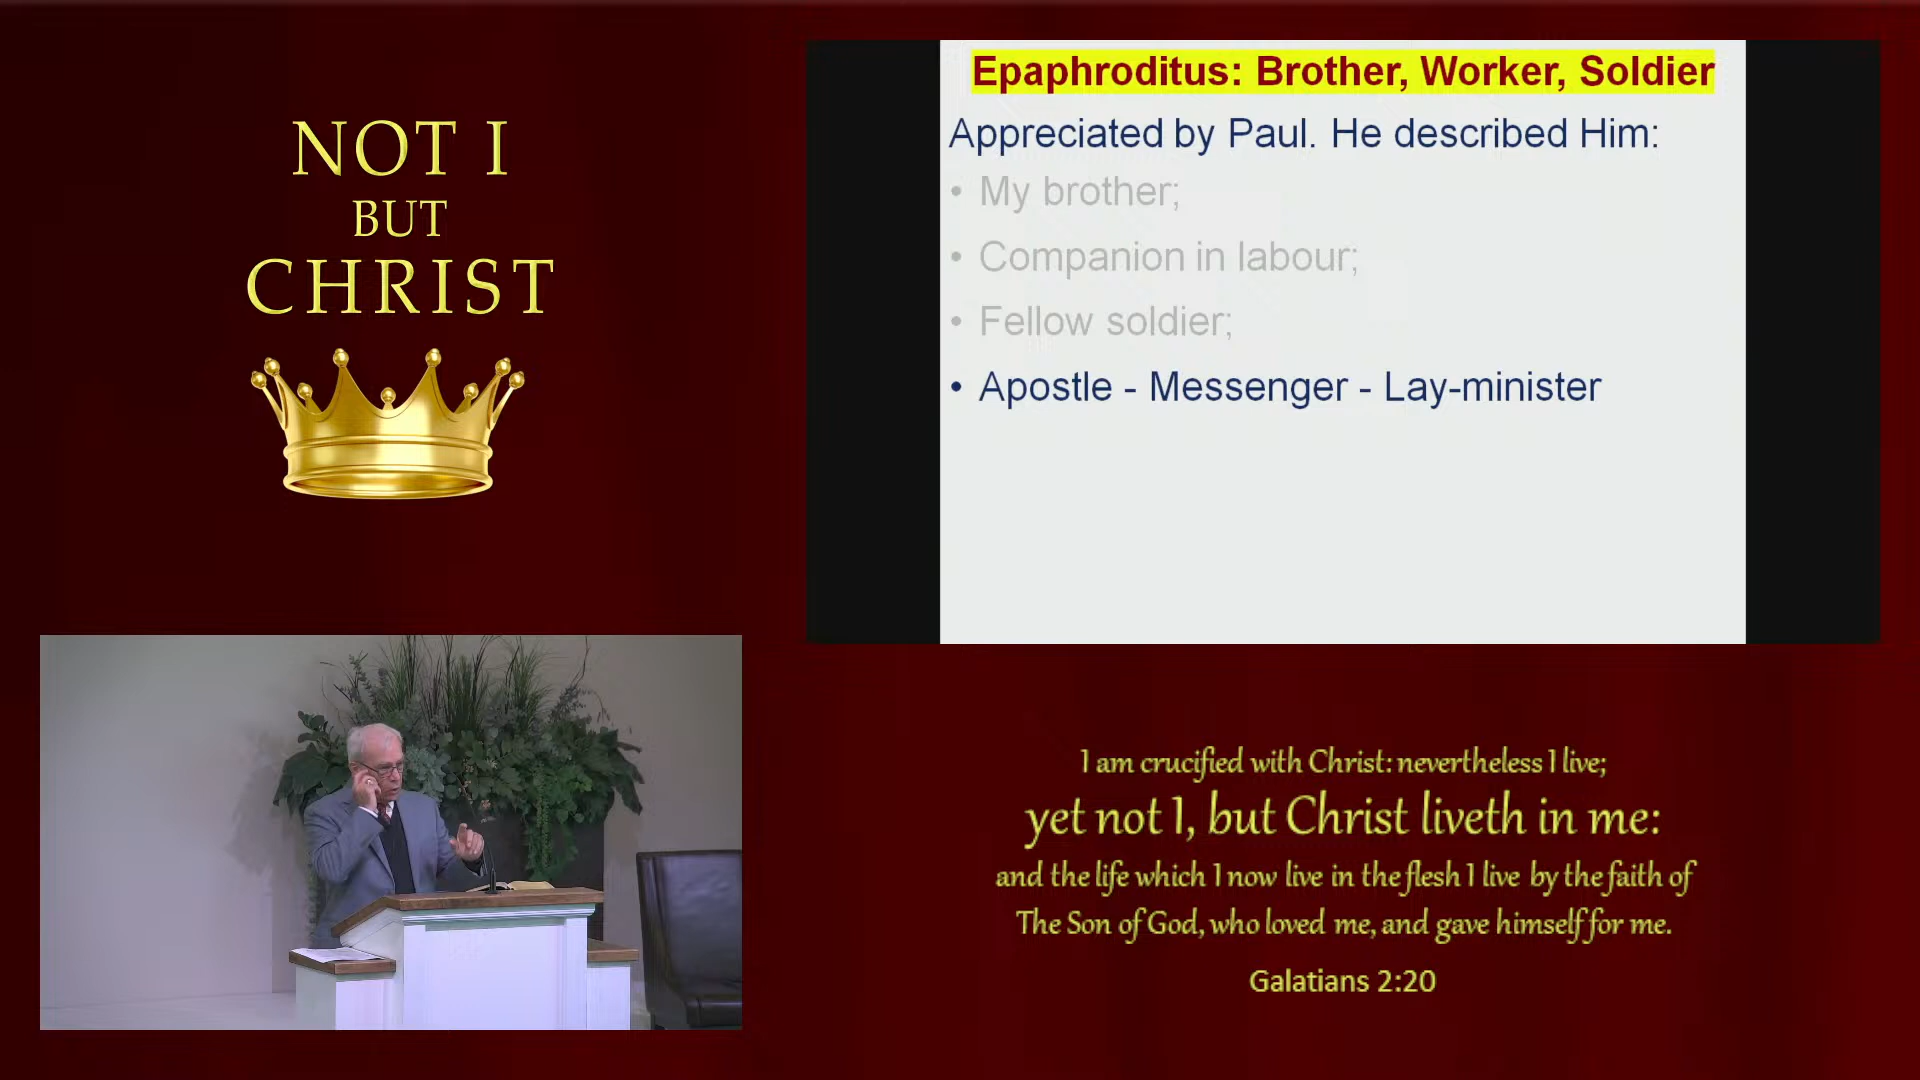 NOT I
BUT
CHRIST
Epaphroditus: Brother, Worker, Soldier
Appreciated by Paul. He described Him:
• My brother;
• Companion in labour;
• Fellow soldier;
• Apostle - Messenger - Lay-minister
I am crucified with Christ: nevertheless I live;
yet not I, but Christ liveth in me:
and the life which I now live in the flesh I live by the faith of
The Son of God, who loved me, and gave himself for me.
Galatians 2:20